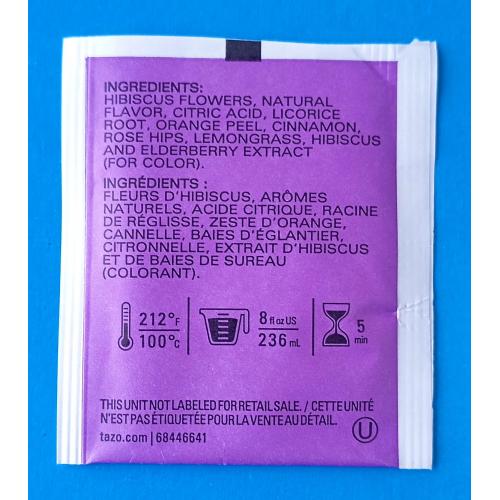 INGREDIENTS:
HIBISCUS FLOWERS, NATURAL
FLAVOR, CITRIC ACID, LICORICE
ROOT, ORANGE PEEL, CINNAMON,
ROSE HIPS, LEMONGRASS, HIBISCUS
AND ELDERBERRY EXTRACT
(FOR COLOR).
INGRÉDIENTS :
FLEURS D'HIBISCUS, ARÔMES
NATURELS, ACIDE CITRIQUE, RACINE
DE RÉGLISSE, ZESTE D'ORANGE,
CANNELLE, BAIES D'ÉGLANTIER,
CITRONNELLE, EXTRAIT D'HIBISCUS
ET DE BAIES DE SUREAU
(COLORANT).
212°F
100°C
8 fl oz US
236 mL
5
min
THIS UNIT NOT LABELED FOR RETAIL SALE. / CETTE UNITÉ
N'EST PAS ÉTIQUETÉE POUR LA VENTE AU DÉTAIL.
tazo.com | 68446641
U